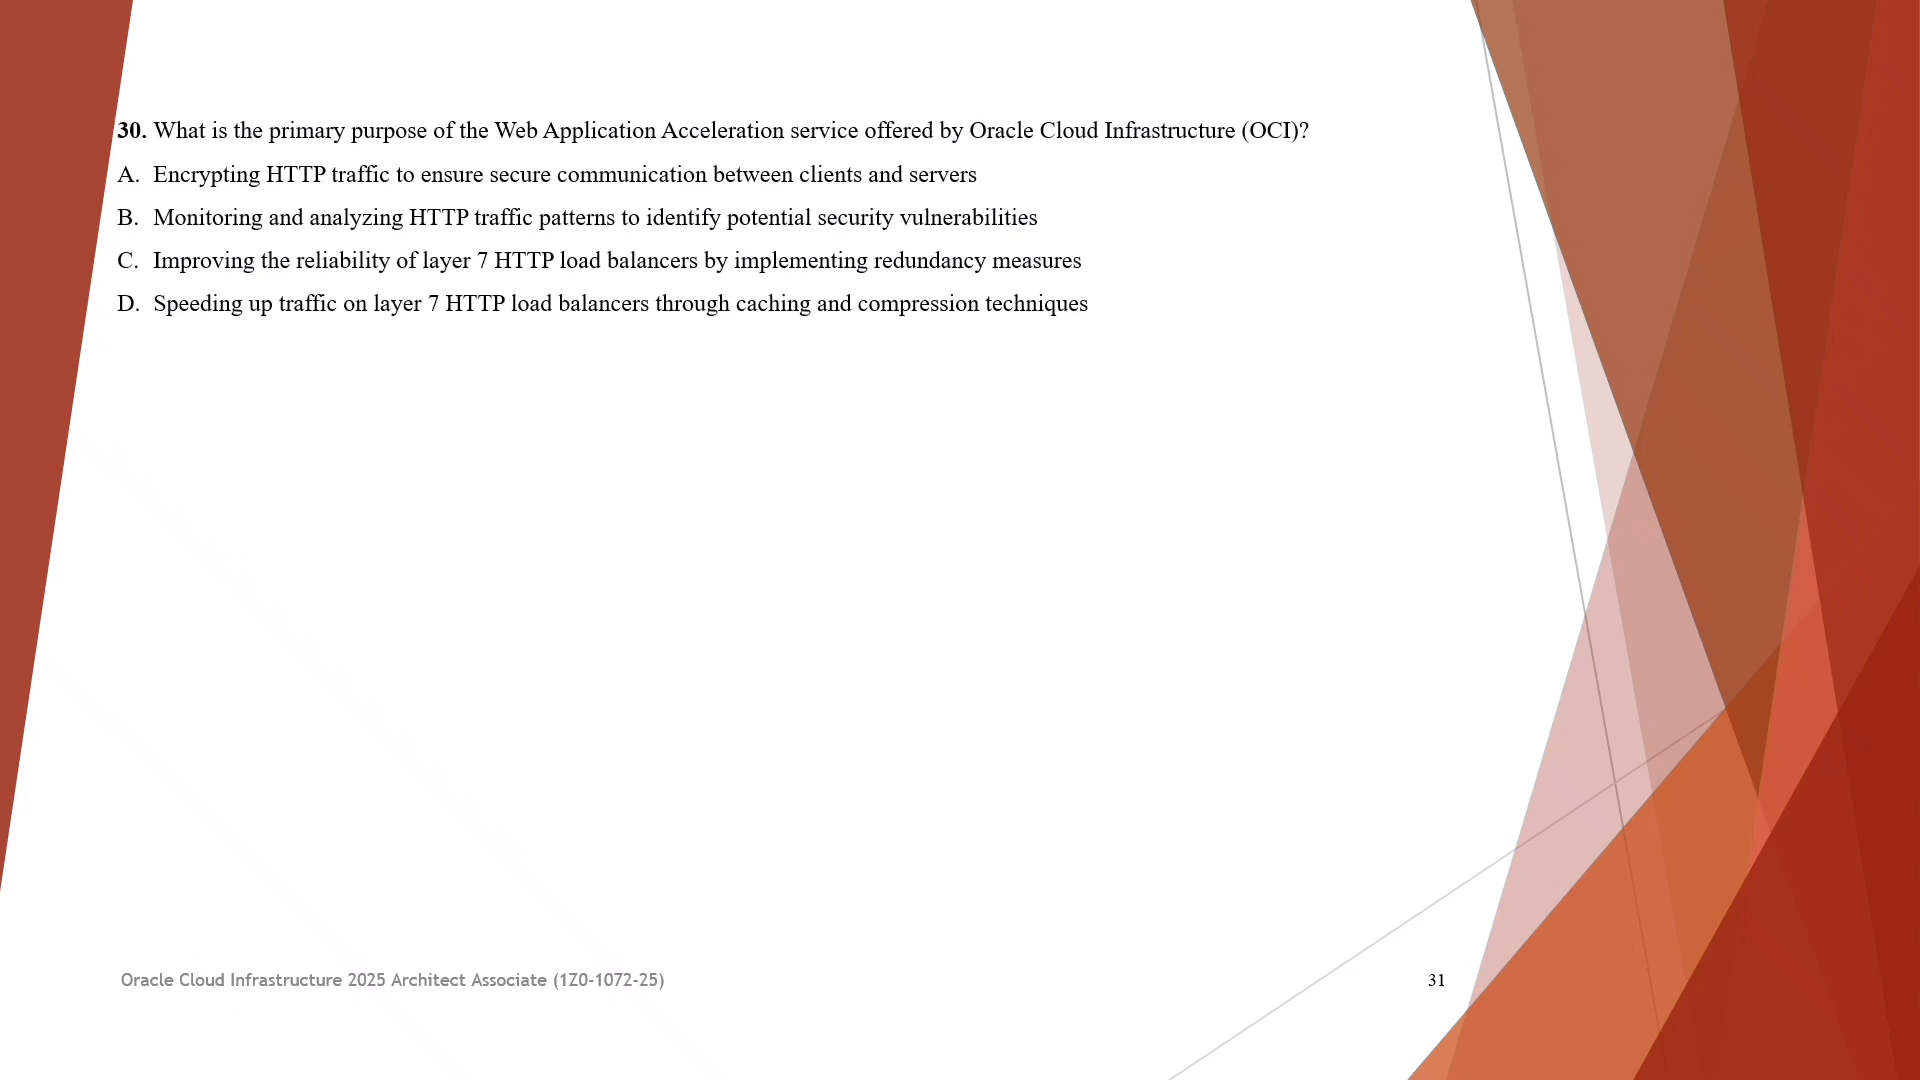 30. What is the primary purpose of the Web Application Acceleration service offered by Oracle Cloud Infrastructure (OCI)?
A. Encrypting HTTP traffic to ensure secure communication between clients and servers
B. Monitoring and analyzing HTTP traffic patterns to identify potential security vulnerabilities
C. Improving the reliability of layer 7 HTTP load balancers by implementing redundancy measures
D. Speeding up traffic on layer 7 HTTP load balancers through caching and compression techniques
Oracle Cloud Infrastructure 2025 Architect Associate (1Z0-1072-25)
31